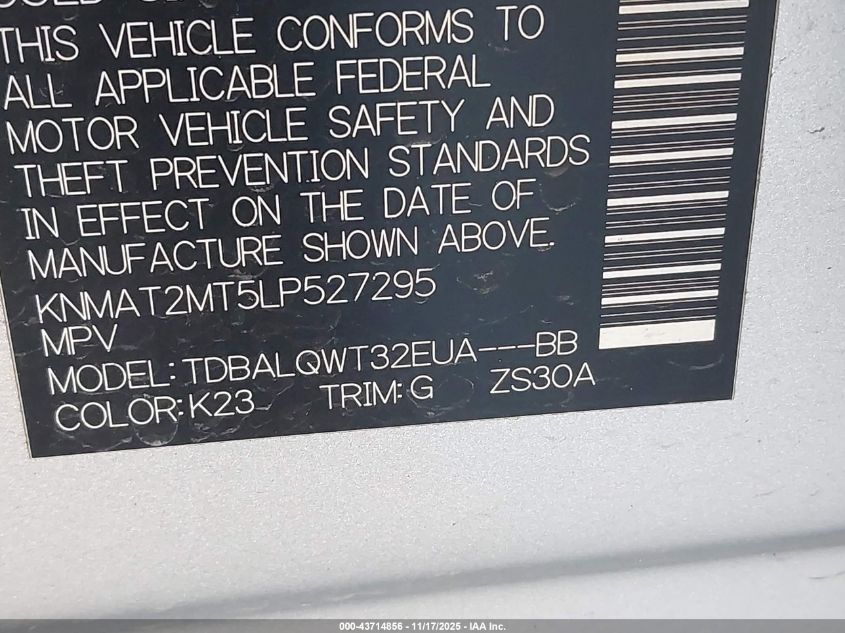 THIS VEHICLE CONFORMS TO
ALL APPLICABLE FEDERAL
MOTOR VEHICLE SAFETY AND
THEFT PREVENTION STANDARDS
IN EFFECT ON THE DATE OF
MANUFACTURE SHOWN ABOVE.
KNMAT2MT5LP527295
MPV
MODEL:TDBALQWT32EUA---BB
COLOR:K23 TRIM:G ZS30A
000-43714856 - 11/17/2025 - IAA Inc.